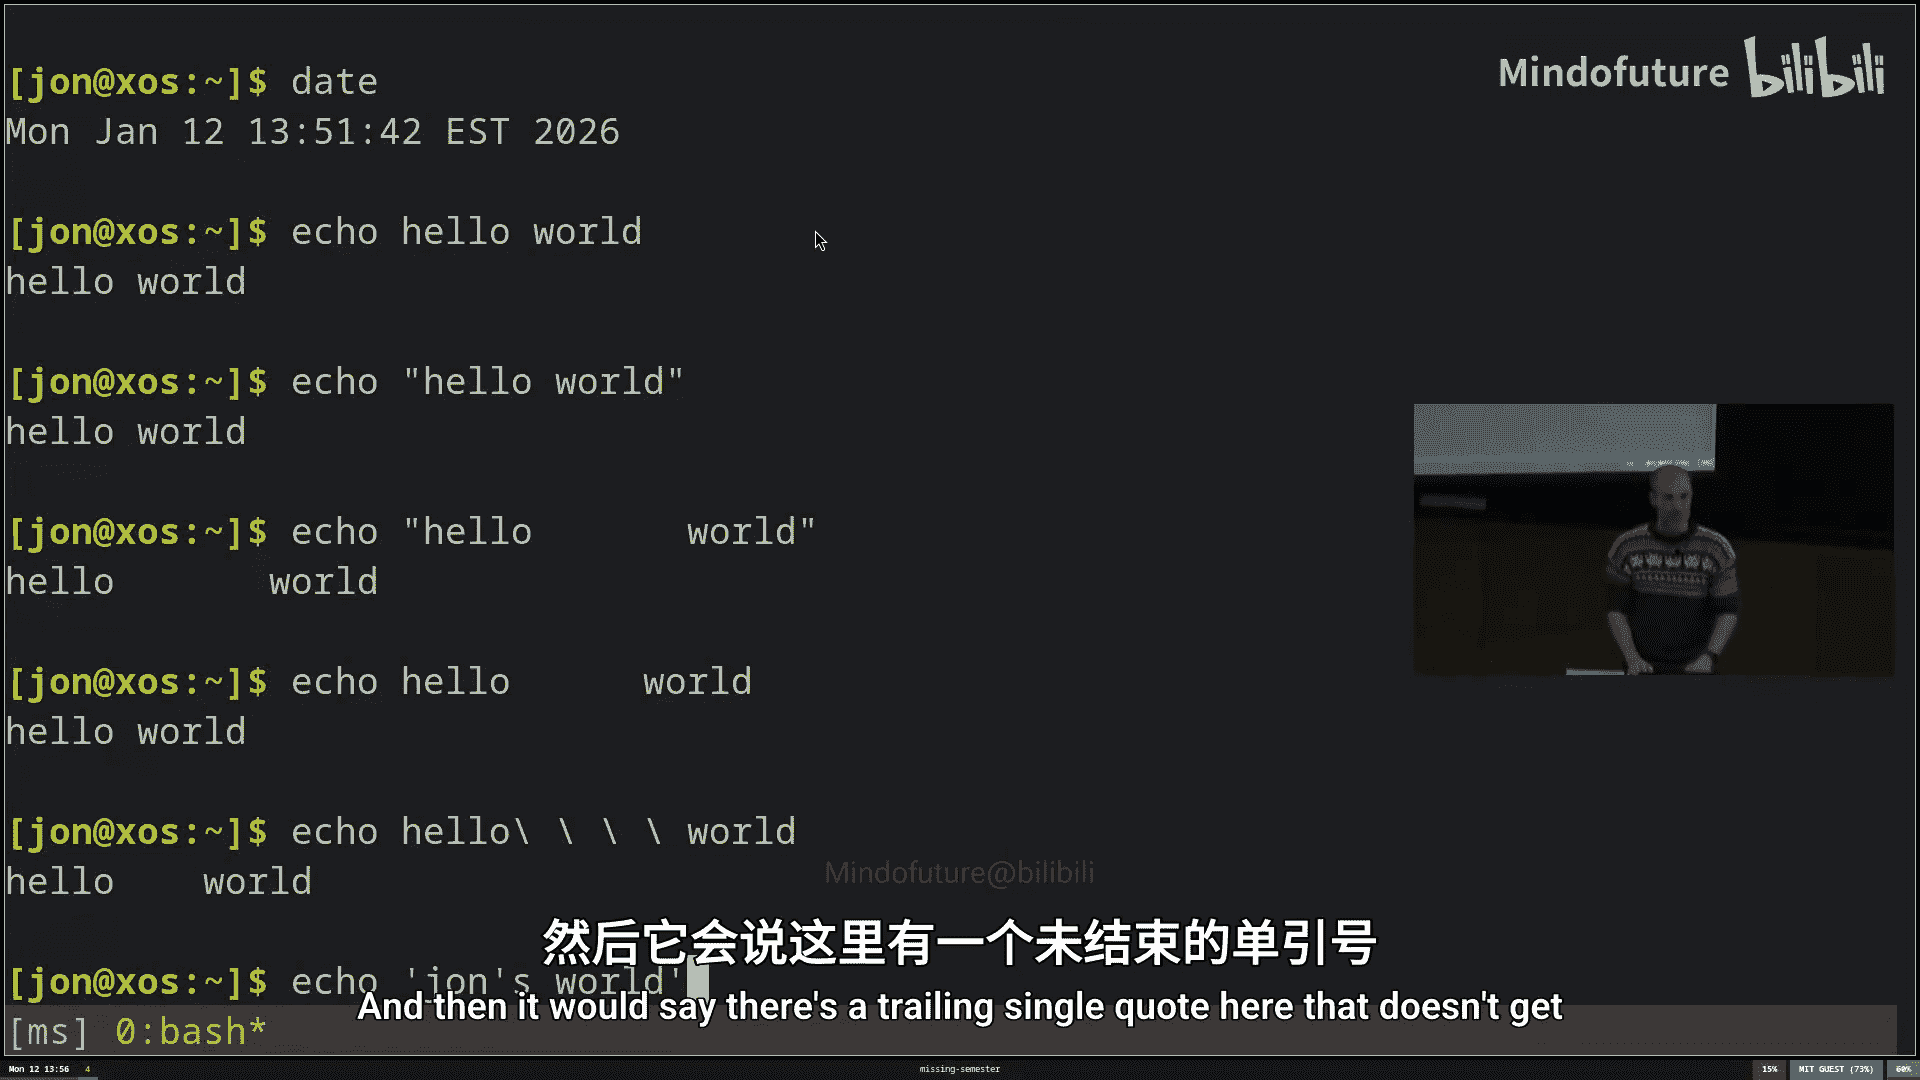 [jon@xos:~]$ date
Mindofuture bilibili
Mon Jan 12 13:51:42 EST 2026
[jon@xos:~]$ echo hello world
hello world
[jon@xos:~]$ echo "hello world"
hello world
[jon@xos:~]$ echo "hello       world"
hello       world
[jon@xos:~]$ echo hello      world
hello world
[jon@xos:~]$ echo hello\ \ \ \ world
hello    world
Mindofuture@bilibili
然后它会说这里有一个未结束的单引号
[jon@xos:~]$ echo 'jon's world'
And then it would say there's a trailing single quote here that doesn't get
[ms] 0:bash*
Mon 12 13:56 4 missing-semester 15% MIT GUEST (73%) 60%